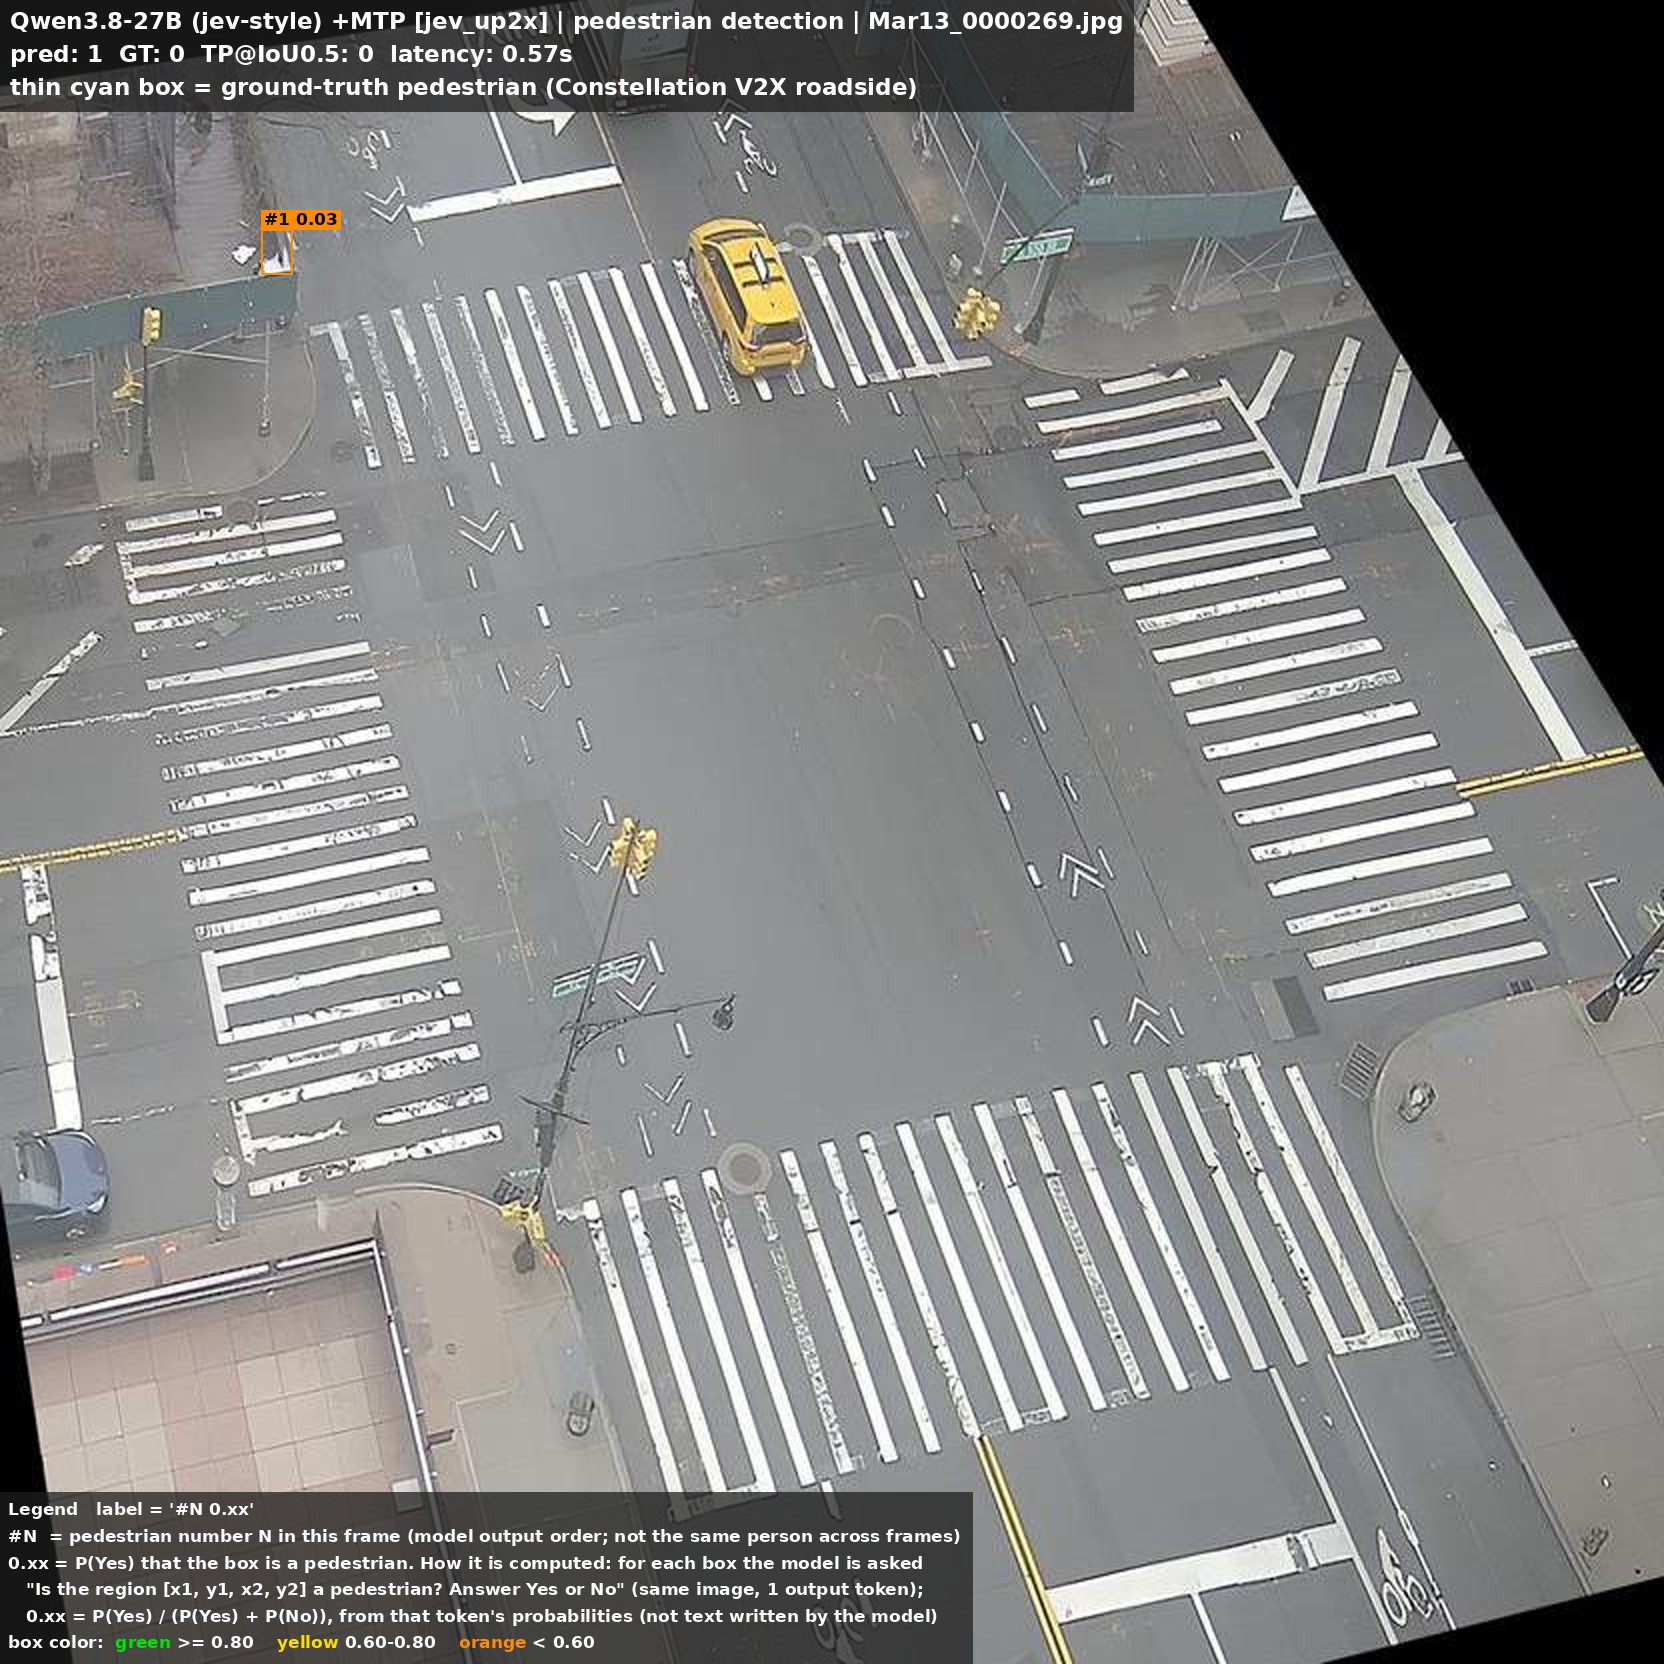 Qwen3.8-27B (jev-style) +MTP [jev_up2x] | pedestrian detection | Mar13_0000269.jpg
pred: 1  GT: 0  TP@IoU0.5: 0  latency: 0.57s
thin cyan box = ground-truth pedestrian (Constellation V2X roadside)
#1 0.03
Legend   label = '#N 0.xx'
#N  = pedestrian number N in this frame (model output order; not the same person across frames)
0.xx = P(Yes) that the box is a pedestrian. How it is computed: for each box the model is asked
"Is the region [x1, y1, x2, y2] a pedestrian? Answer Yes or No" (same image, 1 output token);
0.xx = P(Yes) / (P(Yes) + P(No)), from that token's probabilities (not text written by the model)
box color:  green >= 0.80    yellow 0.60-0.80    orange < 0.60